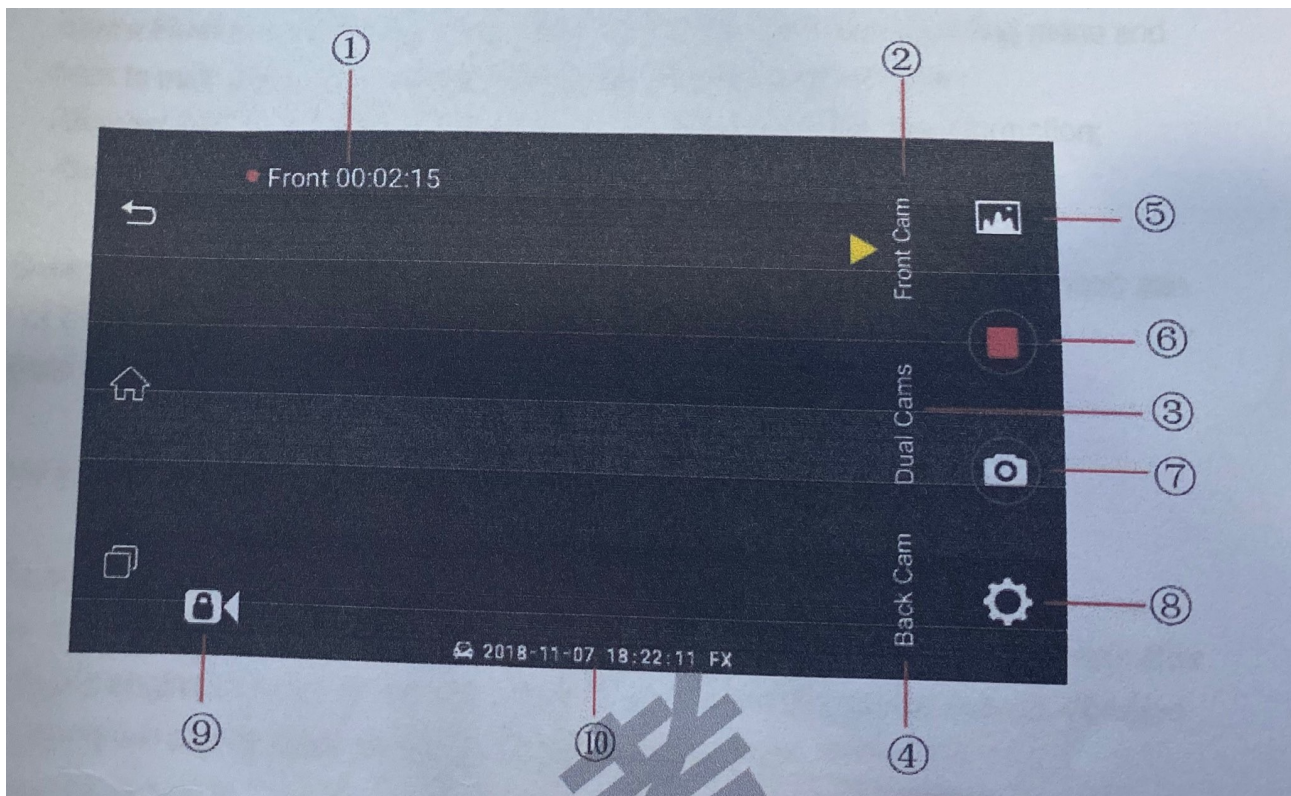 ① ②
Front 00:02:15
Front Cam
⑤
⑥
Dual Cams
③
⑦
Back Cam
⑧
2018-11-07 18:22:11 FX
⑨ ⑩ ④